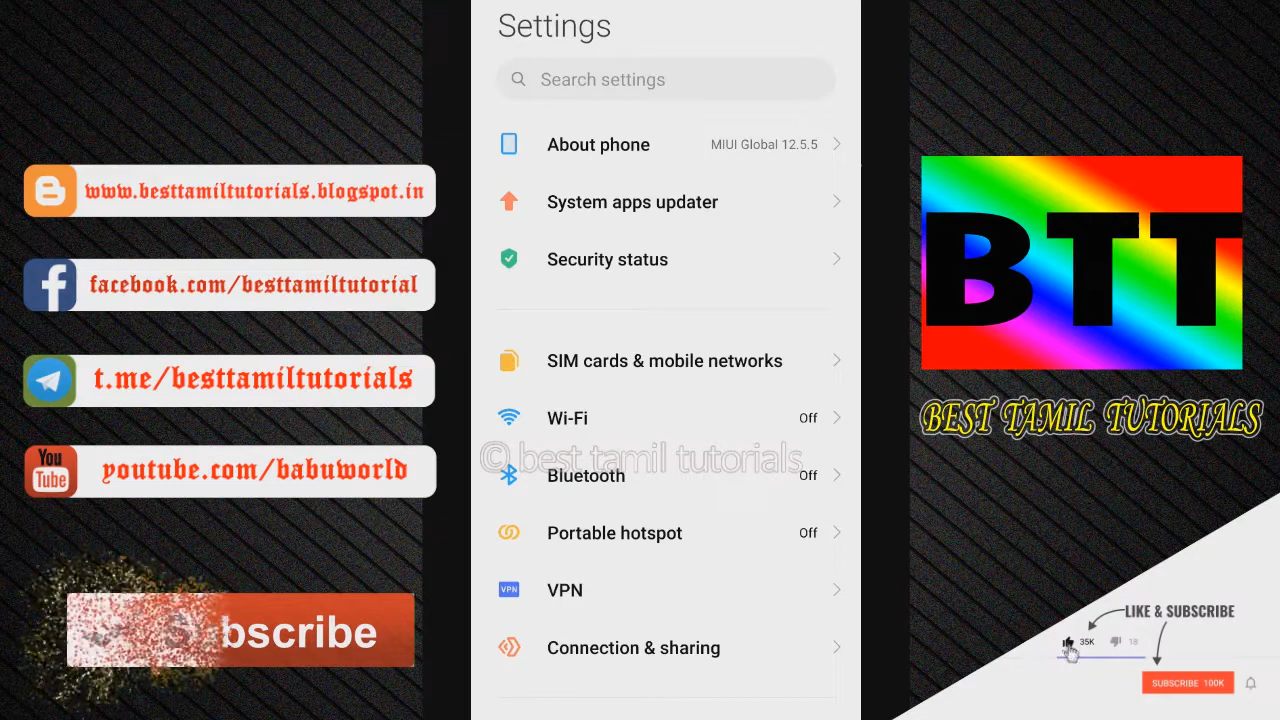 Settings
Search settings
About phone MIUI Global 12.5.5
System apps updater
Security status
SIM cards & mobile networks
Wi-Fi Off
© best tamil tutorials
Bluetooth Off
Portable hotspot Off
VPN VPN
Connection & sharing
www.besttamiltutorials.blogspot.in
facebook.com/besttamiltutorial
t.me/besttamiltutorials
You
Tube
youtube.com/babuworld
Subscribe
BTT
BEST TAMIL TUTORIALS
LIKE & SUBSCRIBE
35K 18
SUBSCRIBE 100K